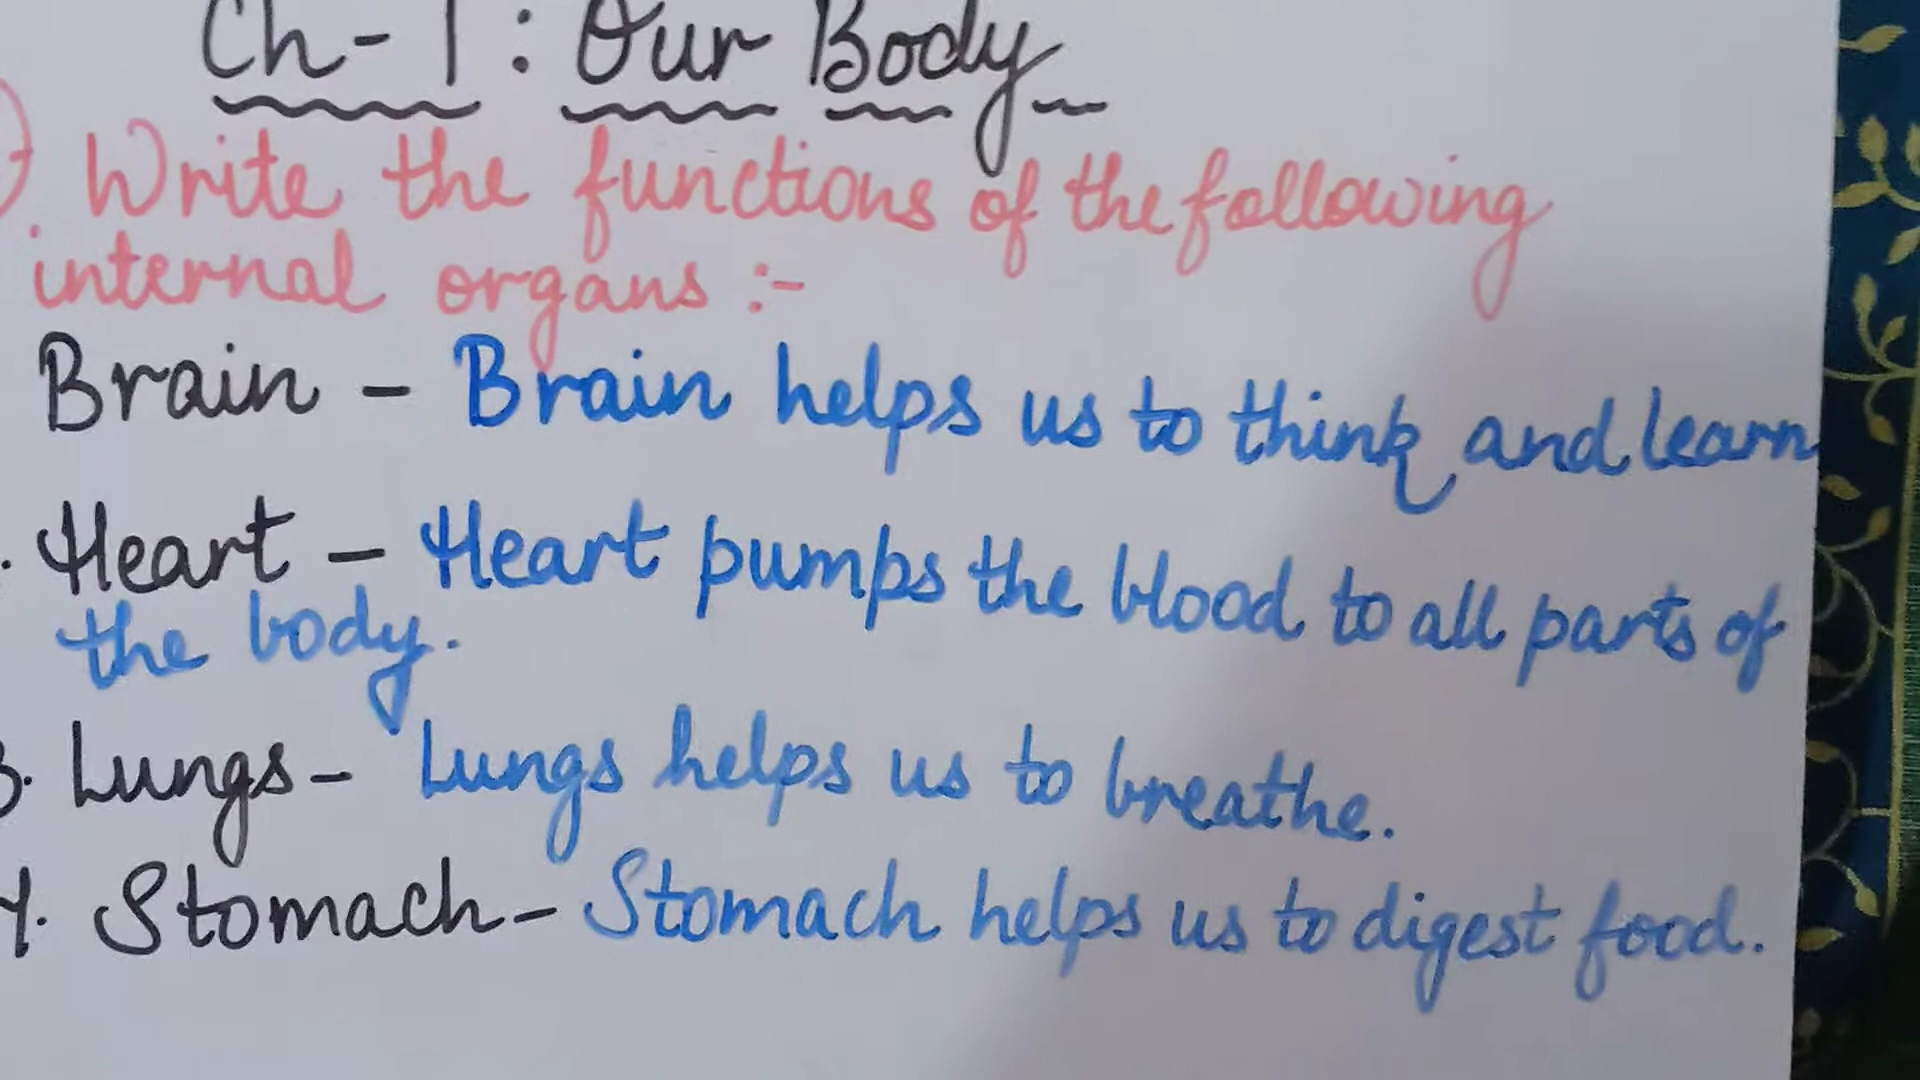 Ch - 1 : Our Body
Write the functions of the following
internal organs :-
Brain - Brain helps us to think and learn
Heart - Heart pumps the blood to all parts of
the body.
3. Lungs - Lungs helps us to breathe.
4. Stomach - Stomach helps us to digest food.